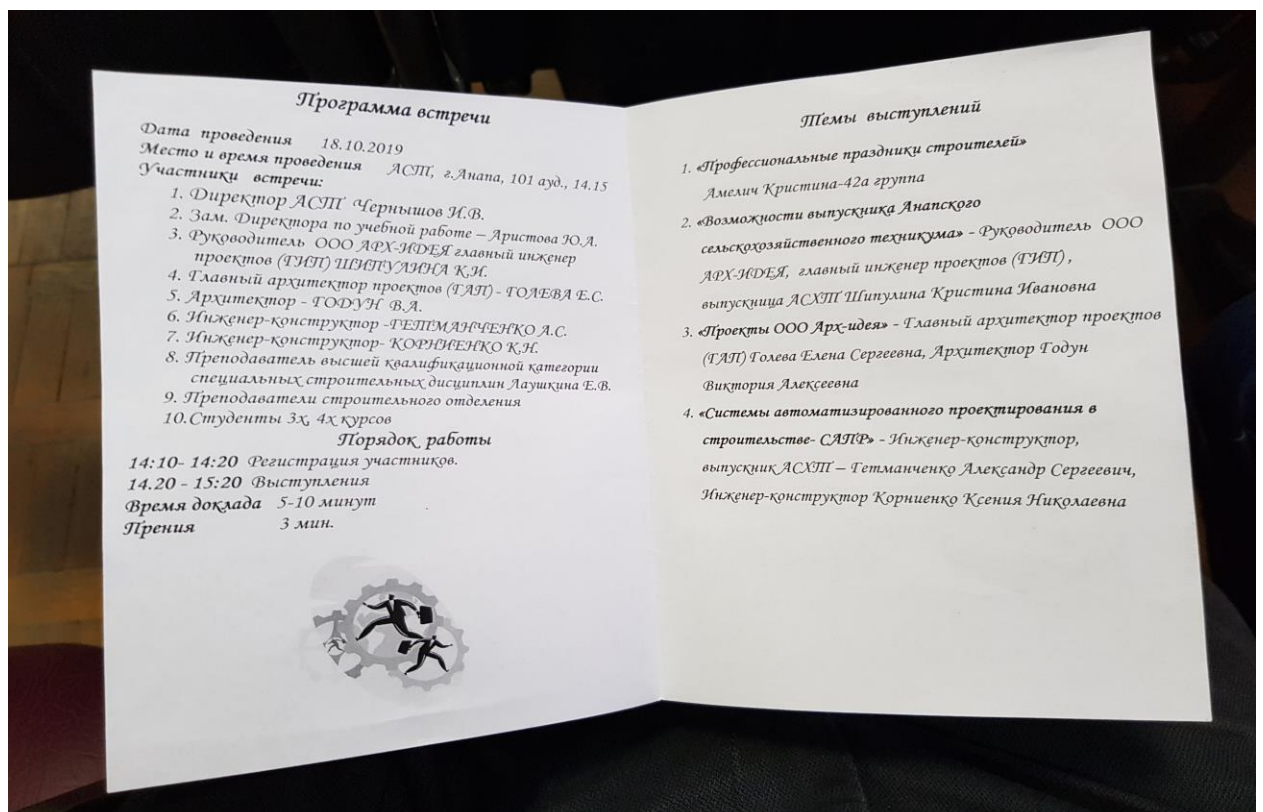 Программа встречи
Дата проведения 18.10.2019
Место и время проведения АСТ, г.Анапа, 101 ауд., 14.15
Участники встречи:
1. Директор АСТ Чернышов И.В.
2. Зам. Директора по учебной работе – Аристова Ю.А.
3. Руководитель ООО АРХ-ИДЕЯ главный инженер
проектов (ГИП) ШИПУЛИНА К.И.
4. Главный архитектор проектов (ГАП) - ГОЛЕВА Е.С.
5. Архитектор - ГОДУН В.А.
6. Инженер-конструктор -ГЕТМАНЧЕНКО А.С.
7. Инженер-конструктор- КОРНИЕНКО К.Н.
8. Преподаватель высшей квалификационной категории
специальных строительных дисциплин Лаушкина Е.В.
9. Преподаватели строительного отделения
10. Студенты 3х, 4х курсов
Порядок работы
14:10- 14:20 Регистрация участников.
14.20 - 15:20 Выступления
Время доклада 5-10 минут
Прения 3 мин.
Темы выступлений
1. «Профессиональные праздники строителей»
Амелич Кристина-42а группа
2. «Возможности выпускника Анапского
сельскохозяйственного техникума» - Руководитель ООО
АРХ-ИДЕЯ, главный инженер проектов (ГИП) ,
выпускница АСХТ Шипулина Кристина Ивановна
3. «Проекты ООО Арх-идея» - Главный архитектор проектов
(ГАП) Голева Елена Сергеевна, Архитектор Годун
Виктория Алексеевна
4. «Системы автоматизированного проектирования в
строительстве- САПР» - Инженер-конструктор,
выпускник АСХТ – Гетманченко Александр Сергеевич,
Инженер-конструктор Корниенко Ксения Николаевна